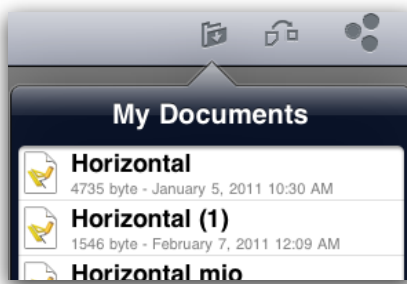 My Documents
Horizontal
4735 byte - January 5, 2011 10:30 AM
Horizontal (1)
1546 byte - February 7, 2011 12:09 AM
Horizontal mio